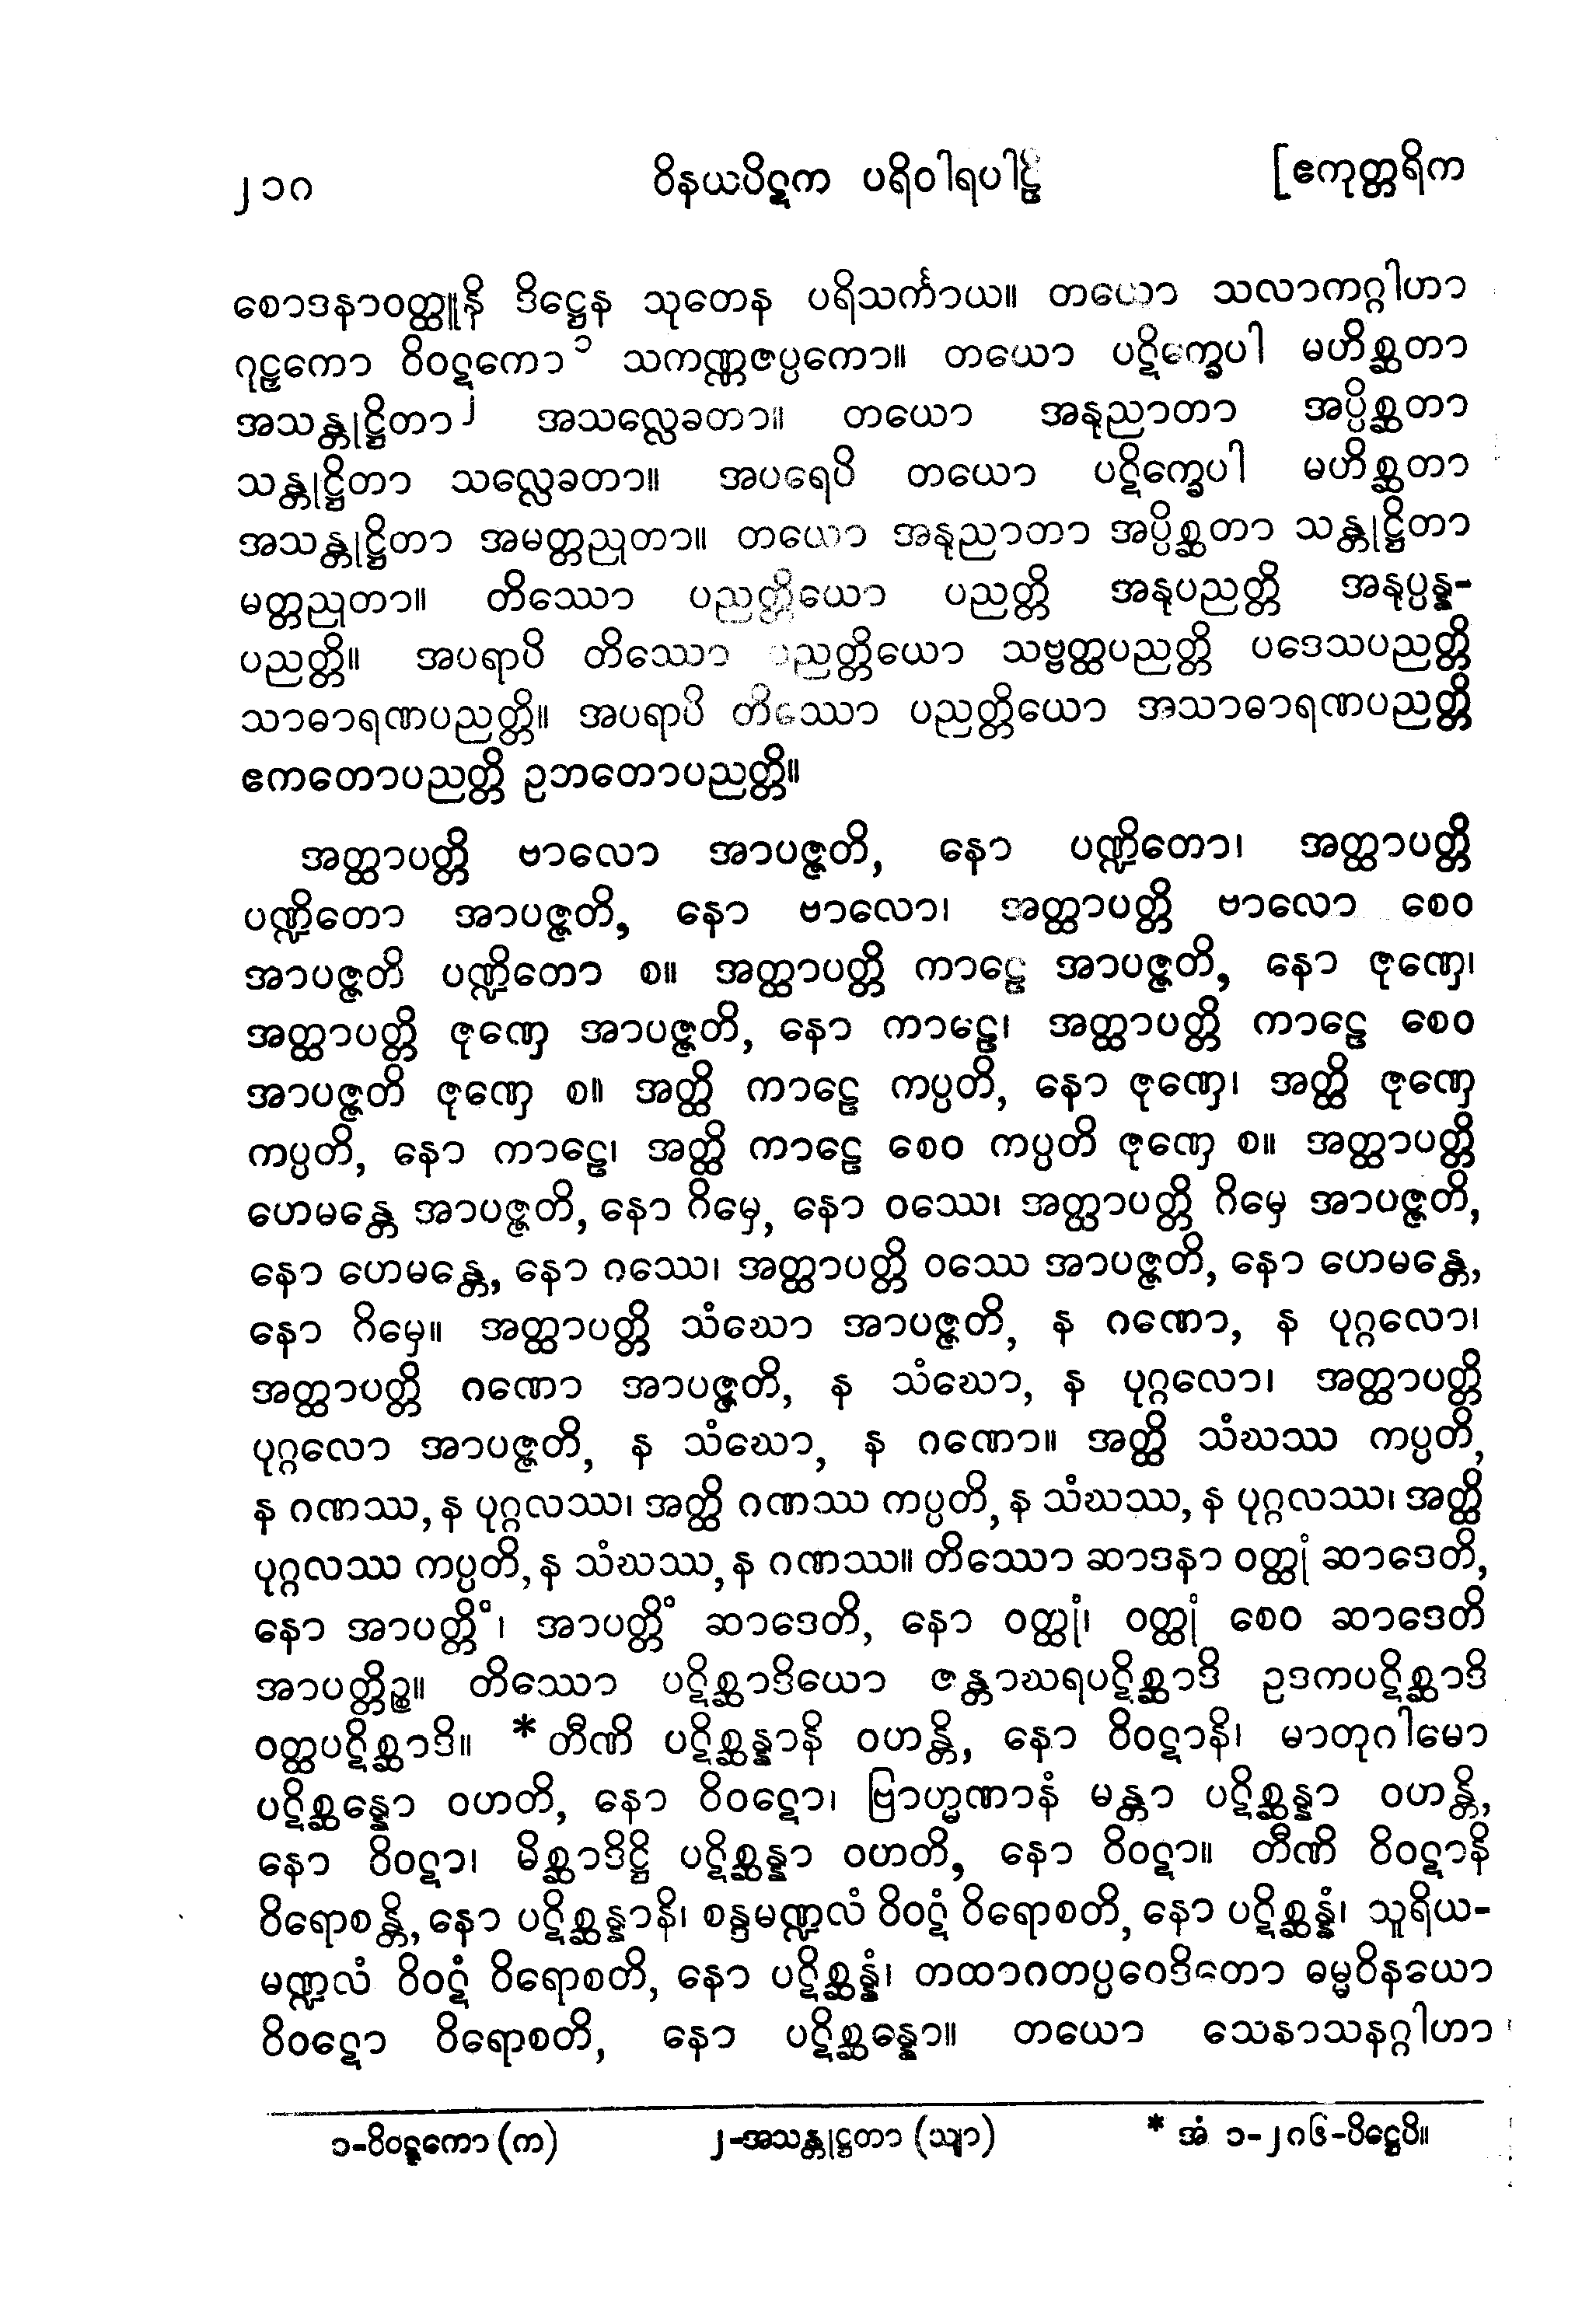 ၂၁၀ ဝိနယပိဋက ပရိဝါရပါဠိ [ဧကုတ္တရိက
စောဒနာဝတ္ထူနိ ဒိဋ္ဌေန သုတေန ပရိသင်္ကာယ။ တယော သလာကဂ္ဂါဟာ
ဂုဠှကော ဝိဝဋကော၁ သကဏ္ဏဇပ္ပကော။ တယော ပဋိက္ခေပါ မဟိစ္ဆတာ
အသန္တုဋ္ဌိတာ၂ အသလ္လေခတာ။ တယော အနုညာတာ အပ္ပိစ္ဆတာ
သန္တုဋ္ဌိတာ သလ္လေခတာ။ အပရေပိ တယော ပဋိက္ခေပါ မဟိစ္ဆတာ
အသန္တုဋ္ဌိတာ အမတ္တညုတာ။ တယော အနုညာတာ အပ္ပိစ္ဆတာ သန္တုဋ္ဌိတာ
မတ္တညုတာ။ တိဿော ပညတ္တိယော ပညတ္တိ အနုပညတ္တိ အနုပ္ပန္န-
ပညတ္တိ။ အပရာပိ တိဿော ပညတ္တိယော သဗ္ဗတ္ထပညတ္တိ ပဒေသပညတ္တိ
သာဓာရဏပညတ္တိ။ အပရာပိ တိဿော ပညတ္တိယော အသာဓာရဏပညတ္တိ
ဧကတောပညတ္တိ ဥဘတောပညတ္တိ။
အတ္ထာပတ္တိ ဗာလော အာပဇ္ဇတိ, နော ပဏ္ဍိတော၊ အတ္ထာပတ္တိ
ပဏ္ဍိတော အာပဇ္ဇတိ, နော ဗာလော၊ အတ္ထာပတ္တိ ဗာလော စေဝ
အာပဇ္ဇတိ ပဏ္ဍိတော စ။ အတ္ထာပတ္တိ ကာဠေ အာပဇ္ဇတိ, နော ဇုဏှေ၊
အတ္ထာပတ္တိ ဇုဏှေ အာပဇ္ဇတိ, နော ကာဠေ၊ အတ္ထာပတ္တိ ကာဠေ စေဝ
အာပဇ္ဇတိ ဇုဏှေ စ။ အတ္ထိ ကာဠေ ကပ္ပတိ, နော ဇုဏှေ၊ အတ္ထိ ဇုဏှေ
ကပ္ပတိ, နော ကာဠေ၊ အတ္ထိ ကာဠေ စေဝ ကပ္ပတိ ဇုဏှေ စ။ အတ္ထာပတ္တိ
ဟေမန္တေ အာပဇ္ဇတိ, နော ဂိမှေ, နော ဝဿေ၊ အတ္ထာပတ္တိ ဂိမှေ အာပဇ္ဇတိ,
နော ဟေမန္တေ, နော ဂဿေ၊ အတ္ထာပတ္တိ ဝဿေ အာပဇ္ဇတိ, နော ဟေမန္တေ,
နော ဂိမှေ။ အတ္ထာပတ္တိ သံဃော အာပဇ္ဇတိ, န ဂဏော, န ပုဂ္ဂလော၊
အတ္ထာပတ္တိ ဂဏော အာပဇ္ဇတိ, န သံဃော, န ပုဂ္ဂလော၊ အတ္ထာပတ္တိ
ပုဂ္ဂလော အာပဇ္ဇတိ, န သံဃော, န ဂဏော။ အတ္ထိ သံဃဿ ကပ္ပတိ,
န ဂဏဿ, န ပုဂ္ဂလဿ၊ အတ္ထိ ဂဏဿ ကပ္ပတိ, န သံဃဿ, န ပုဂ္ဂလဿ၊ အတ္ထိ
ပုဂ္ဂလဿ ကပ္ပတိ, န သံဃဿ, န ဂဏဿ။ တိဿော ဆာဒနာ ဝတ္ထုံ ဆာဒေတိ,
နော အာပတ္တိံ၊ အာပတ္တိံ ဆာဒေတိ, နော ဝတ္ထုံ၊ ဝတ္ထုံ စေဝ ဆာဒေတိ
အာပတ္တိဉ္စ။ တိဿော ပဋိစ္ဆာဒိယော ဇန္တာဃရပဋိစ္ဆာဒိ ဥဒကပဋိစ္ဆာဒိ
ဝတ္ထပဋိစ္ဆာဒိ။ *တီဏိ ပဋိစ္ဆန္နာနိ ဝဟန္တိ, နော ဝိဝဋာနိ၊ မာတုဂါမော
ပဋိစ္ဆန္နော ဝဟတိ, နော ဝိဝဋော၊ ဗြာဟ္မဏာနံ မန္တာ ပဋိစ္ဆန္နာ ဝဟန္တိ,
နော ဝိဝဋာ၊ မိစ္ဆာဒိဋ္ဌိ ပဋိစ္ဆန္နာ ဝဟတိ, နော ဝိဝဋာ။ တီဏိ ဝိဝဋာနိ
ဝိရောစန္တိ, နော ပဋိစ္ဆန္နာနိ၊ စန္ဒမဏ္ဍလံ ဝိဝဋံ ဝိရောစတိ, နော ပဋိစ္ဆန္နံ၊ သူရိယ-
မဏ္ဍလံ ဝိဝဋံ ဝိရောစတိ, နော ပဋိစ္ဆန္နံ၊ တထာဂတပ္ပဝေဒိတော ဓမ္မဝိနယော
ဝိဝဋော ဝိရောစတိ, နော ပဋိစ္ဆန္နော။ တယော သေနာသနဂ္ဂါဟာ
၁-ဝိဝဋ္ဋကော (က) ၂-အသန္တုဋ္ဌတာ (သျာ) * အံ ၁-၂၈၆-ပိဋ္ဌေပိ။